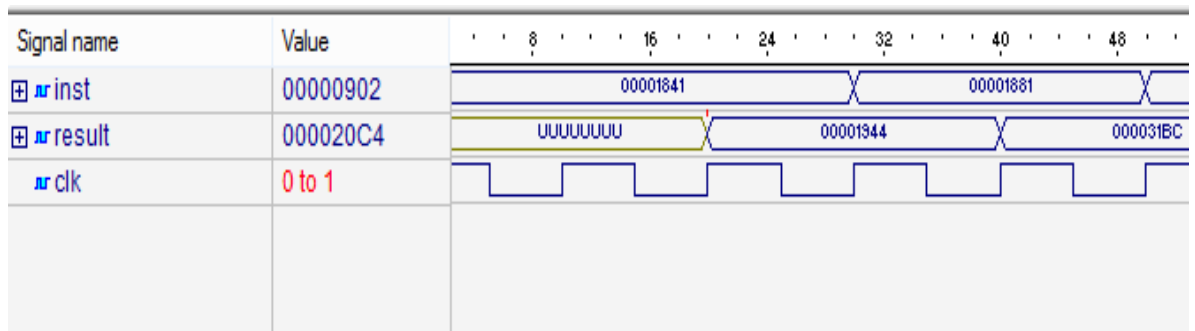 Signal name Value 8 16 24 32 40 48
inst 00000902 00001841 00001881
result 000020C4 UUUUUUUU 00001944 000031BC
clk 0 to 1